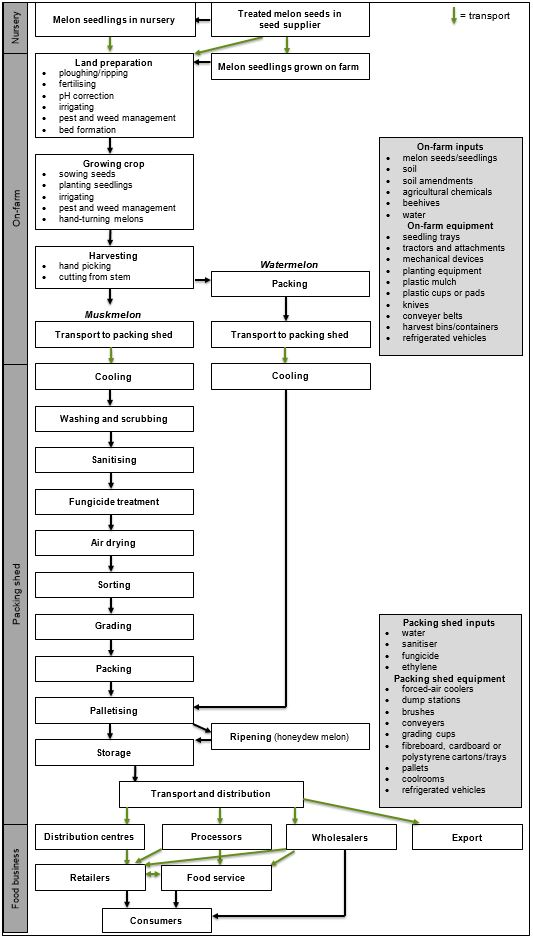 Nursery
Melon seedlings in nursery
Treated melon seeds in
seed supplier
= transport
On-farm
Land preparation
• ploughing/ripping
• fertilising
• pH correction
• irrigating
• pest and weed management
• bed formation
Melon seedlings grown on farm
Growing crop
• sowing seeds
• planting seedlings
• irrigating
• pest and weed management
• hand-turning melons
Harvesting
• hand picking
• cutting from stem
Watermelon
Packing
Muskmelon
Transport to packing shed
Transport to packing shed
On-farm inputs
• melon seeds/seedlings
• soil
• soil amendments
• agricultural chemicals
• beehives
• water
On-farm equipment
• seedling trays
• tractors and attachments
• mechanical devices
• planting equipment
• plastic mulch
• plastic cups or pads
• knives
• conveyer belts
• harvest bins/containers
• refrigerated vehicles
Packing shed
Cooling
Cooling
Washing and scrubbing
Sanitising
Fungicide treatment
Air drying
Sorting
Grading
Packing
Palletising
Ripening (honeydew melon)
Storage
Transport and distribution
Packing shed inputs
• water
• sanitiser
• fungicide
• ethylene
Packing shed equipment
• forced-air coolers
• dump stations
• brushes
• conveyers
• grading cups
• fibreboard, cardboard or
polystyrene cartons/trays
• pallets
• coolrooms
• refrigerated vehicles
Food business
Distribution centres
Processors
Wholesalers
Export
Retailers
Food service
Consumers